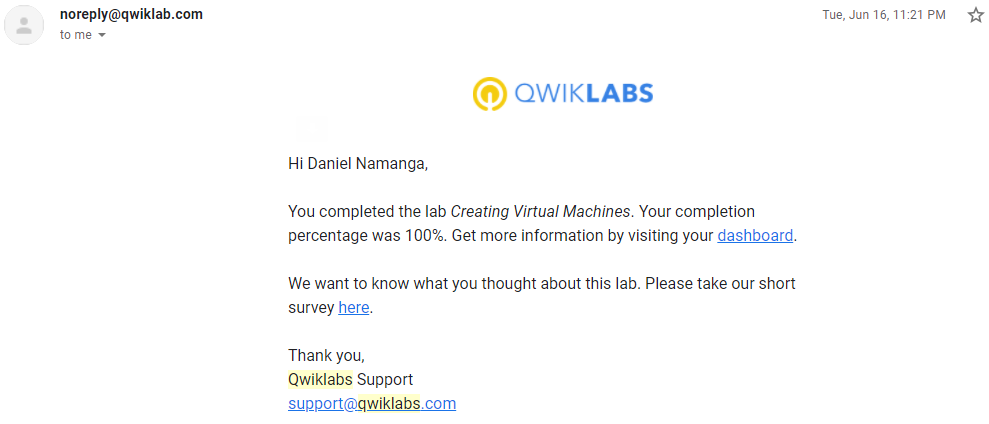 noreply@qwiklab.com
Tue, Jun 16, 11:21 PM
to me
QWIKLABS
Hi Daniel Namanga,
You completed the lab Creating Virtual Machines. Your completion
percentage was 100%. Get more information by visiting your dashboard.
We want to know what you thought about this lab. Please take our short
survey here.
Thank you,
Qwiklabs Support
support@qwiklabs.com